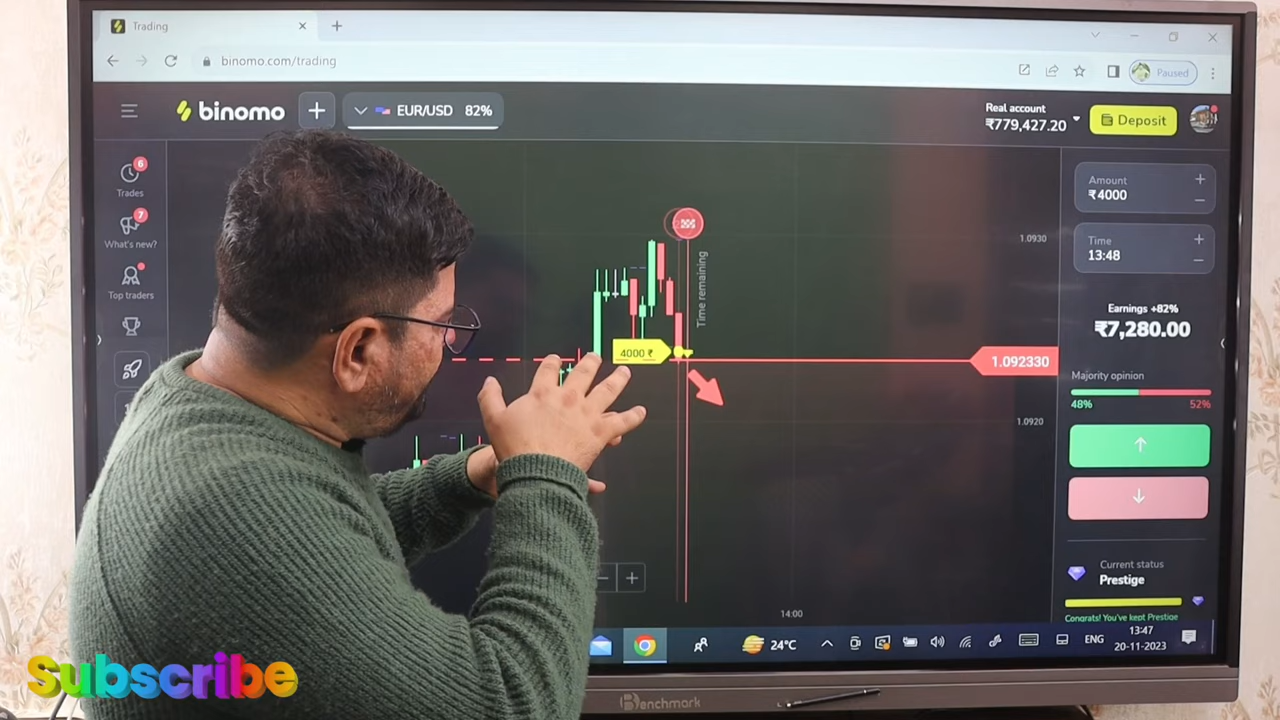 Trading
binomo.com/trading
Paused
binomo
EUR/USD 82%
Real account
₹779,427.20
Deposit
6
Trades
7
What's new?
Top traders
Amount
₹4000
Time
13:48
Earnings +82%
₹7,280.00
Majority opinion
48% 52%
Current status
Prestige
Congrats! You've kept Prestige
1.0930
Time remaining
4000 ₹
1.092330
1.0920
14:00
24°C
ENG
13:47
20-11-2023
Benchmark
Subscribe